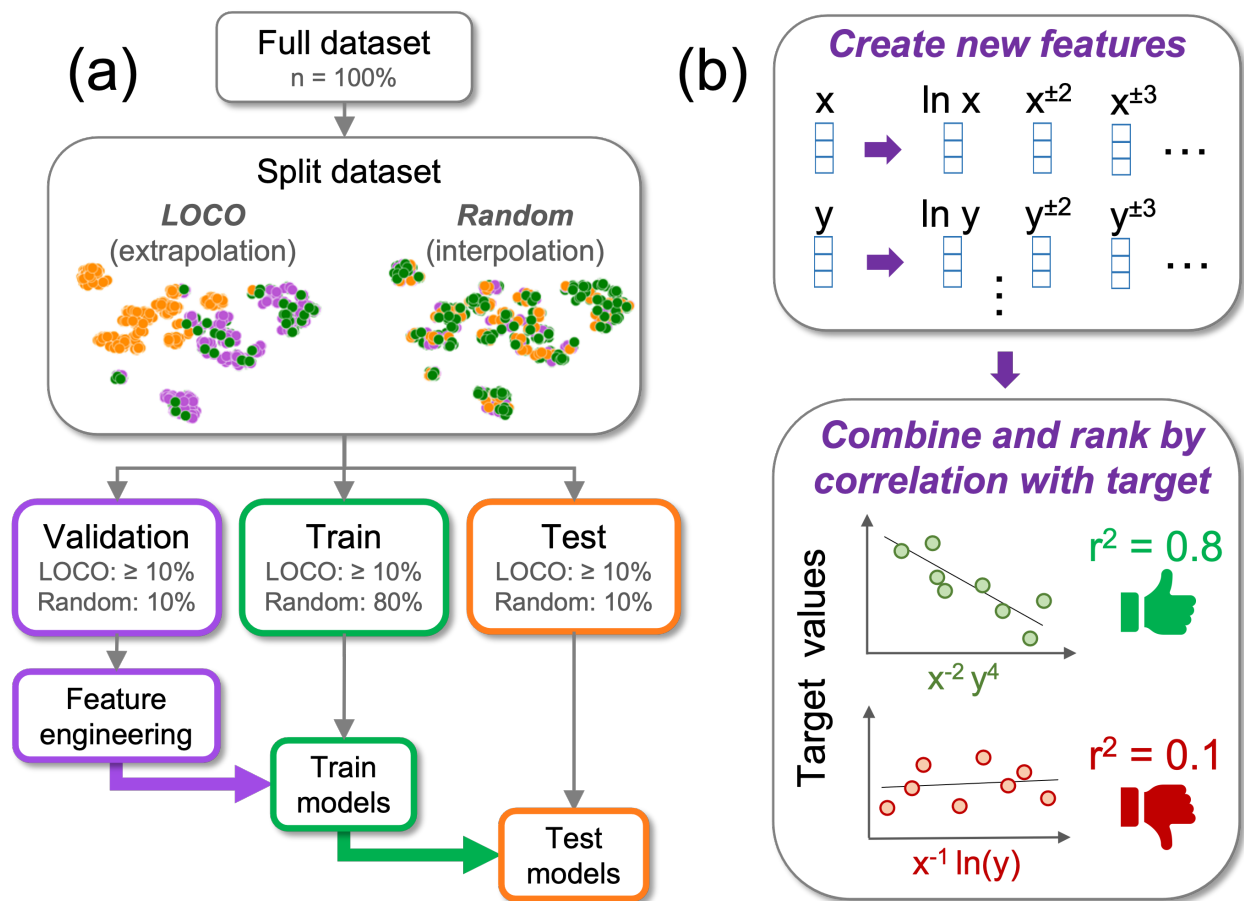 (a)
Full dataset
n = 100%
Split dataset
LOCO
(extrapolation)
Random
(interpolation)
Validation
LOCO: ≥ 10%
Random: 10%
Train
LOCO: ≥ 10%
Random: 80%
Test
LOCO: ≥ 10%
Random: 10%
Feature
engineering
Train
models
Test
models
(b)
Create new features
x ln x x±2 x±3 ...
y ln y y±2 y±3 ...
Combine and rank by
correlation with target
Target values
r2 = 0.8
x-2 y4
r2 = 0.1
x-1 ln(y)